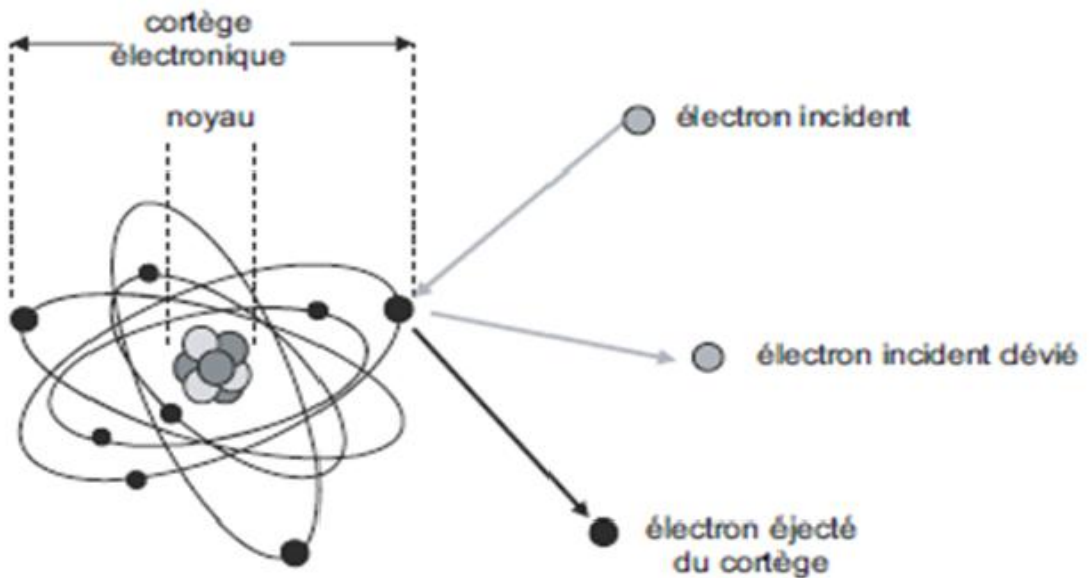 cortège
électronique
noyau
électron incident
électron incident dévié
électron éjecté
du cortège